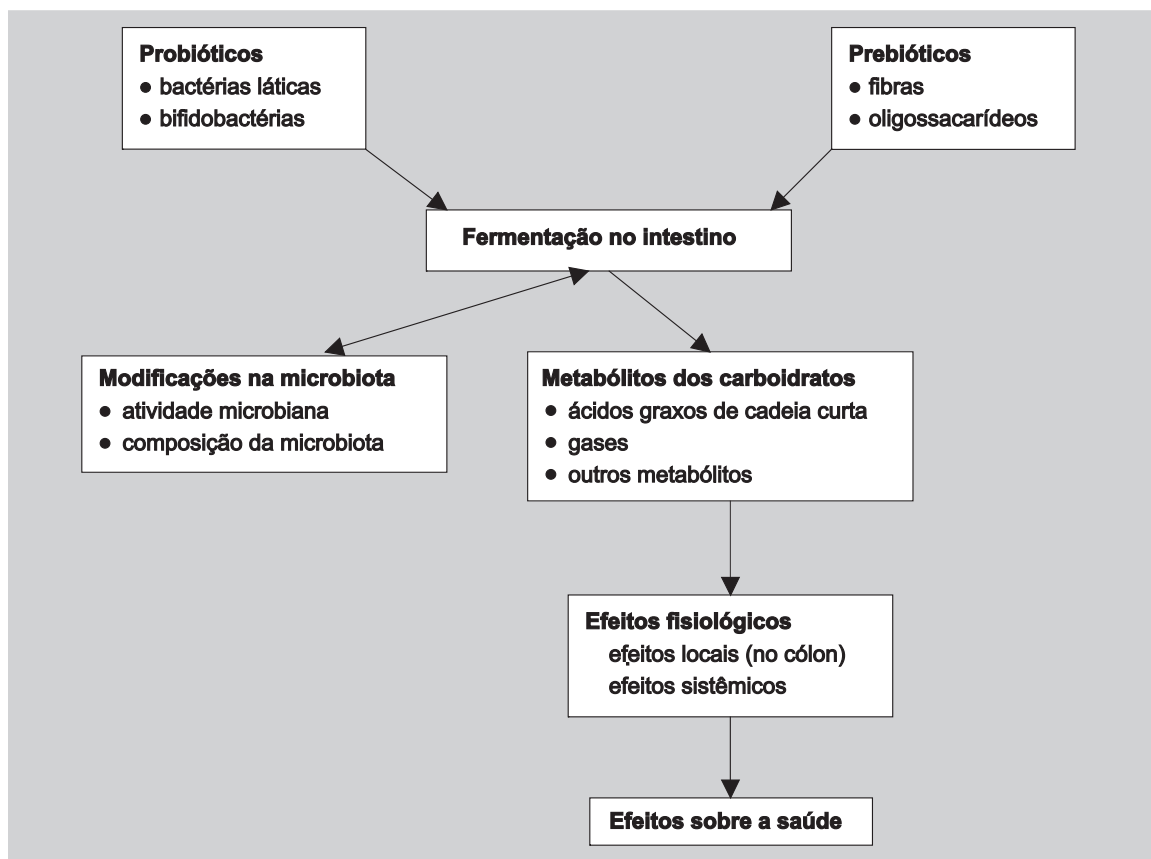 Probióticos
● bactérias láticas
● bifidobactérias
Prebióticos
● fibras
● oligossacarídeos
Fermentação no intestino
Modificações na microbiota
● atividade microbiana
● composição da microbiota
Metabólitos dos carboidratos
● ácidos graxos de cadeia curta
● gases
● outros metabólitos
Efeitos fisiológicos
efeitos locais (no cólon)
efeitos sistêmicos
Efeitos sobre a saúde